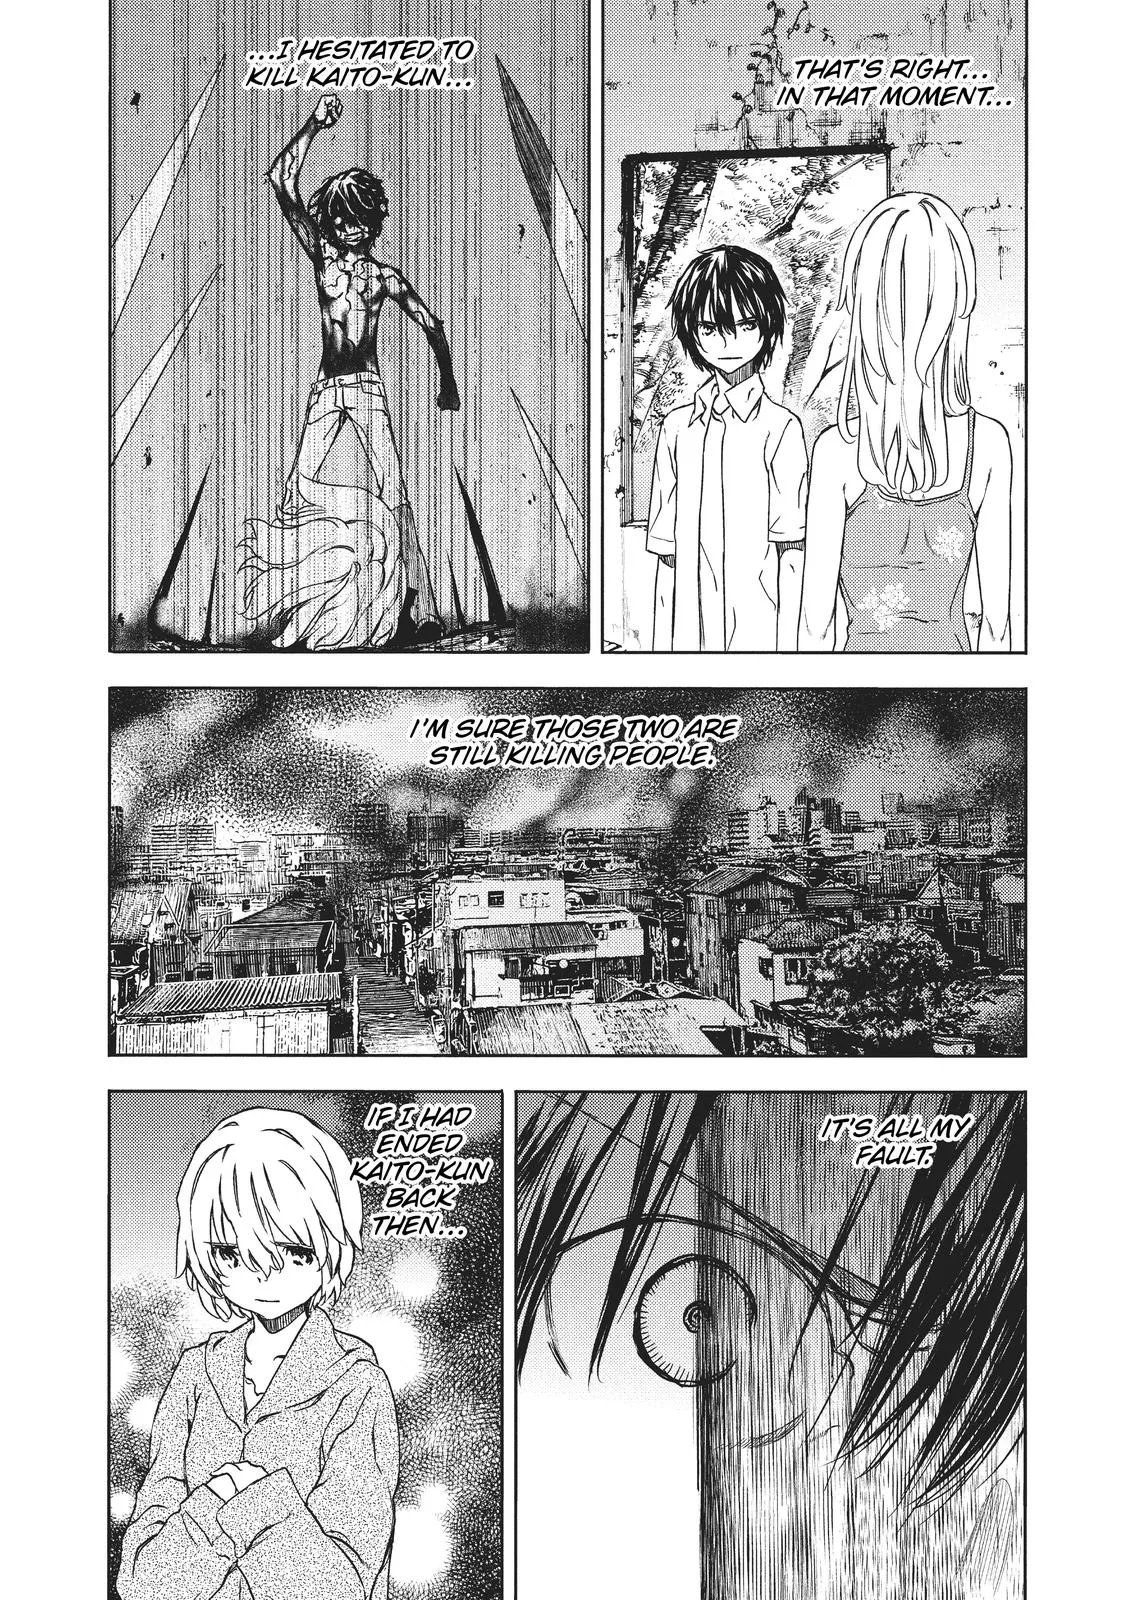 THAT'S RIGHT...
IN THAT MOMENT...
...I HESITATED TO
KILL KAITO-KUN...
I'M SURE THOSE TWO ARE
STILL KILLING PEOPLE.
IT'S ALL MY
FAULT.
IF I HAD
ENDED
KAITO-KUN
BACK
THEN...